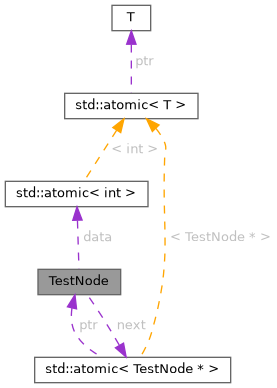 T
ptr
std::atomic< T >
< int >
std::atomic< int >
data
< TestNode * >
TestNode
ptr
next
std::atomic< TestNode * >